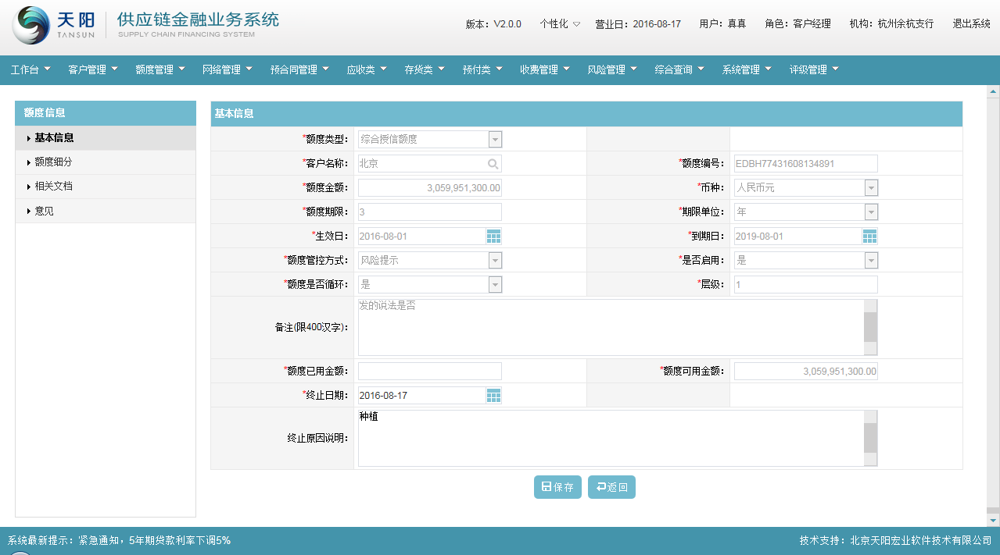 天阳 供应链金融业务系统
TANSUN SUPPLY CHAIN FINANCING SYSTEM
版本：V2.0.0 个性化 营业日：2016-08-17 用户：真真 角色：客户经理 机构：杭州余杭支行 退出系统
工作台 客户管理 额度管理 网络管理 预合同管理 应收类 存货类 预付类 收费管理 风险管理 综合查询 系统管理 评级管理
额度信息
基本信息
额度细分
相关文档
意见
基本信息
*额度类型： 综合授信额度
*客户名称： 北京 *额度编号： EDBH77431608134891
*额度金额： 3,059,951,300.00 *币种： 人民币元
*额度期限： 3 *期限单位： 年
*生效日： 2016-08-01 *到期日： 2019-08-01
*额度管控方式： 风险提示 *是否启用： 是
*额度是否循环： 是 *层级： 1
备注(限400汉字)： 发的说法是否
*额度已用金额： *额度可用金额： 3,059,951,300.00
*终止日期： 2016-08-17
终止原因说明： 种植
保存 返回
系统最新提示：紧急通知，5年期贷款利率下调5% 技术支持：北京天阳宏业软件技术有限公司